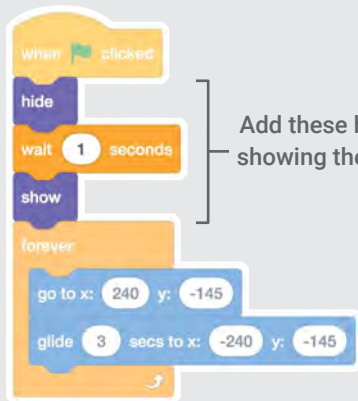 when clicked
hide
wait 1 seconds
show
forever
go to x: 240 y: -145
glide 3 secs to x: -240 y: -145
Add these
showing the